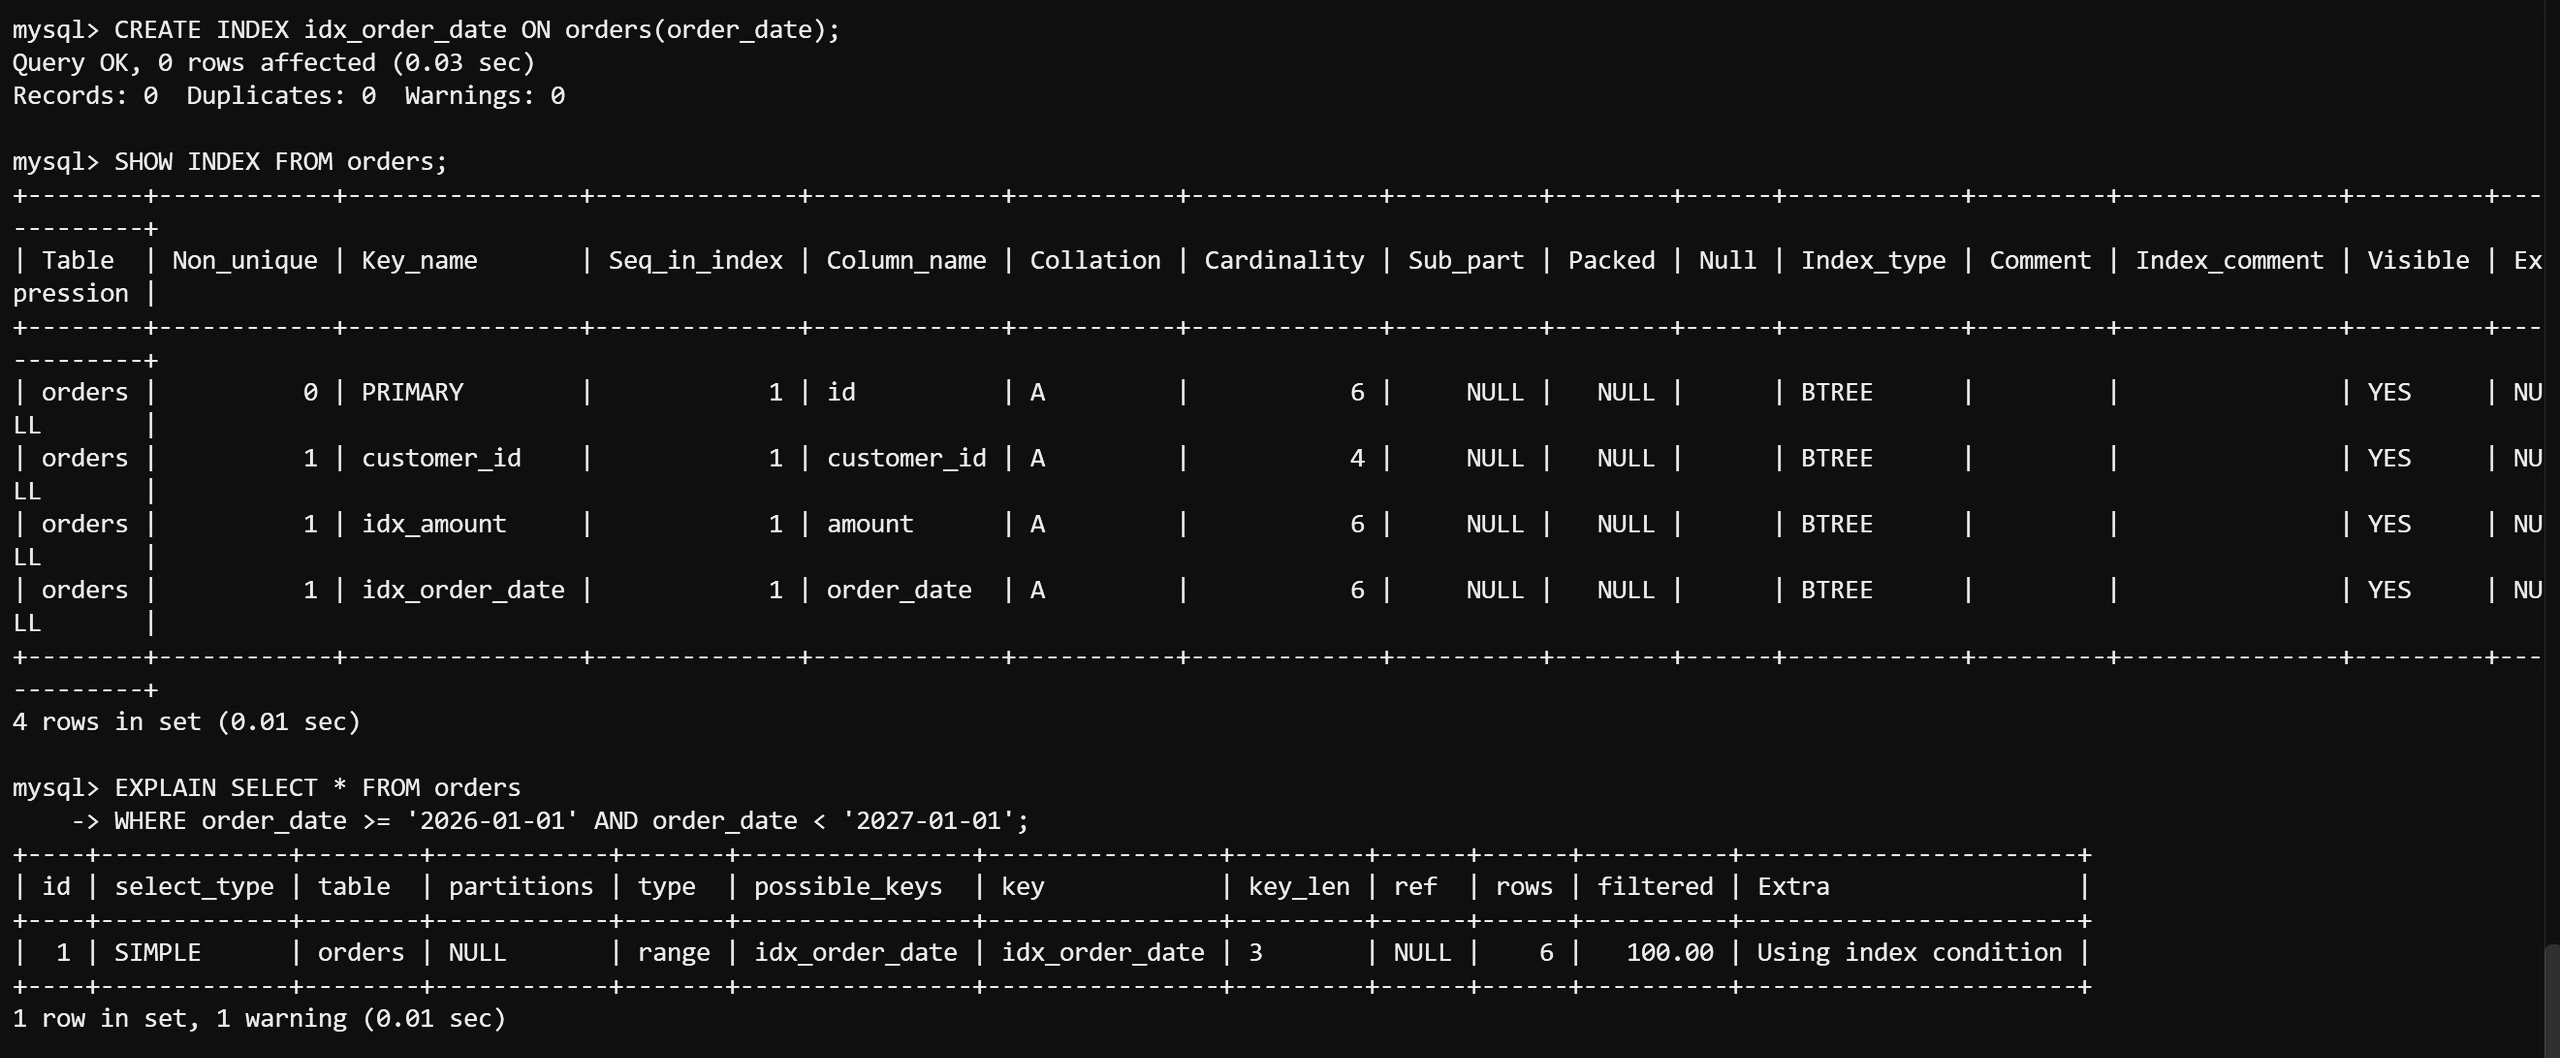 mysql> CREATE INDEX idx_order_date ON orders(order_date);
Query OK, 0 rows affected (0.03 sec)
Records: 0  Duplicates: 0  Warnings: 0

mysql> SHOW INDEX FROM orders;
+--------+------------+----------------+--------------+-------------+-----------+-------------+----------+--------+------+------------+---------+---------------+---------+---
---------+
| Table  | Non_unique | Key_name       | Seq_in_index | Column_name | Collation | Cardinality | Sub_part | Packed | Null | Index_type | Comment | Index_comment | Visible | Ex
pression |
+--------+------------+----------------+--------------+-------------+-----------+-------------+----------+--------+------+------------+---------+---------------+---------+---
---------+
| orders |          0 | PRIMARY        |            1 | id          | A         |           6 |     NULL |   NULL |      | BTREE      |         |               | YES     | NU
LL       |
| orders |          1 | customer_id    |            1 | customer_id | A         |           4 |     NULL |   NULL |      | BTREE      |         |               | YES     | NU
LL       |
| orders |          1 | idx_amount     |            1 | amount      | A         |           6 |     NULL |   NULL |      | BTREE      |         |               | YES     | NU
LL       |
| orders |          1 | idx_order_date |            1 | order_date  | A         |           6 |     NULL |   NULL |      | BTREE      |         |               | YES     | NU
LL       |
+--------+------------+----------------+--------------+-------------+-----------+-------------+----------+--------+------+------------+---------+---------------+---------+---
---------+
4 rows in set (0.01 sec)

mysql> EXPLAIN SELECT * FROM orders
    -> WHERE order_date >= '2026-01-01' AND order_date < '2027-01-01';
+----+-------------+--------+------------+-------+----------------+----------------+---------+------+------+----------+-----------------------+
| id | select_type | table  | partitions | type  | possible_keys  | key            | key_len | ref  | rows | filtered | Extra                 |
+----+-------------+--------+------------+-------+----------------+----------------+---------+------+------+----------+-----------------------+
|  1 | SIMPLE      | orders | NULL       | range | idx_order_date | idx_order_date | 3       | NULL |    6 |   100.00 | Using index condition |
+----+-------------+--------+------------+-------+----------------+----------------+---------+------+------+----------+-----------------------+
1 row in set, 1 warning (0.01 sec)